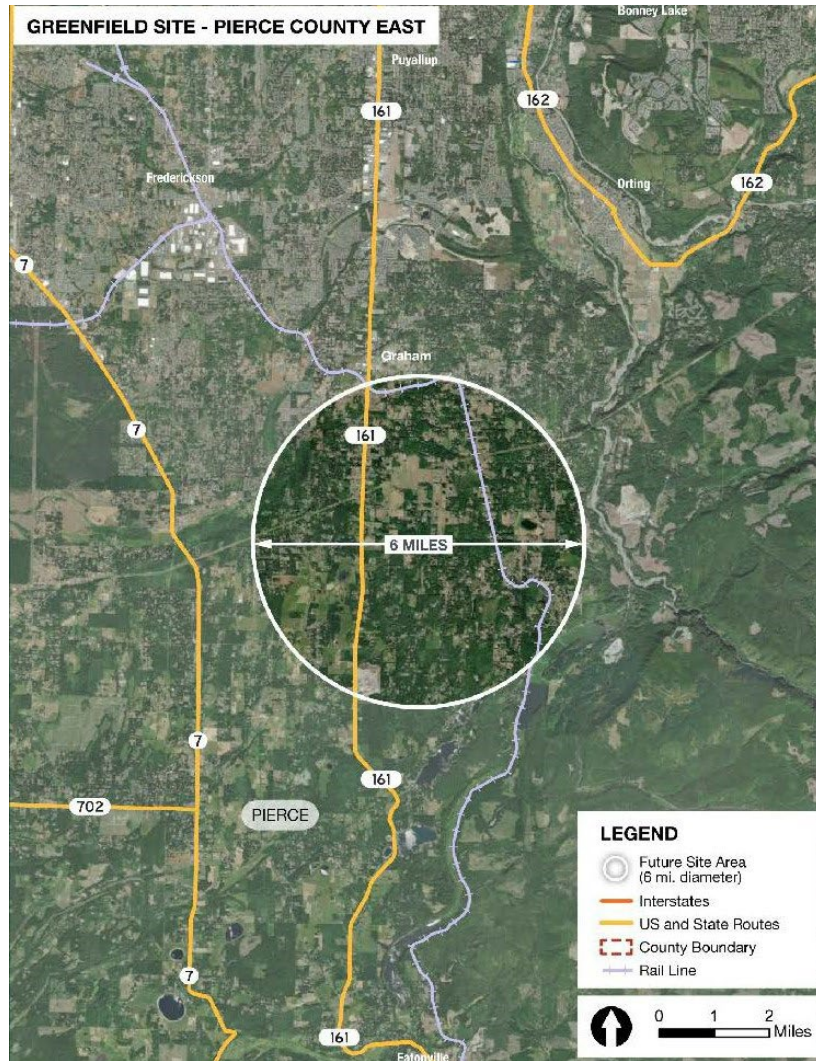 GREENFIELD SITE - PIERCE COUNTY EAST
Bonney Lake
Puyallup
161
162
Orting
162
Frederickson
7
Graham
161
7
6 MILES
7
161
702
PIERCE
7
161
Eatonville
LEGEND
Future Site Area
(6 mi. diameter)
Interstates
US and State Routes
County Boundary
Rail Line
0 1 2
Miles